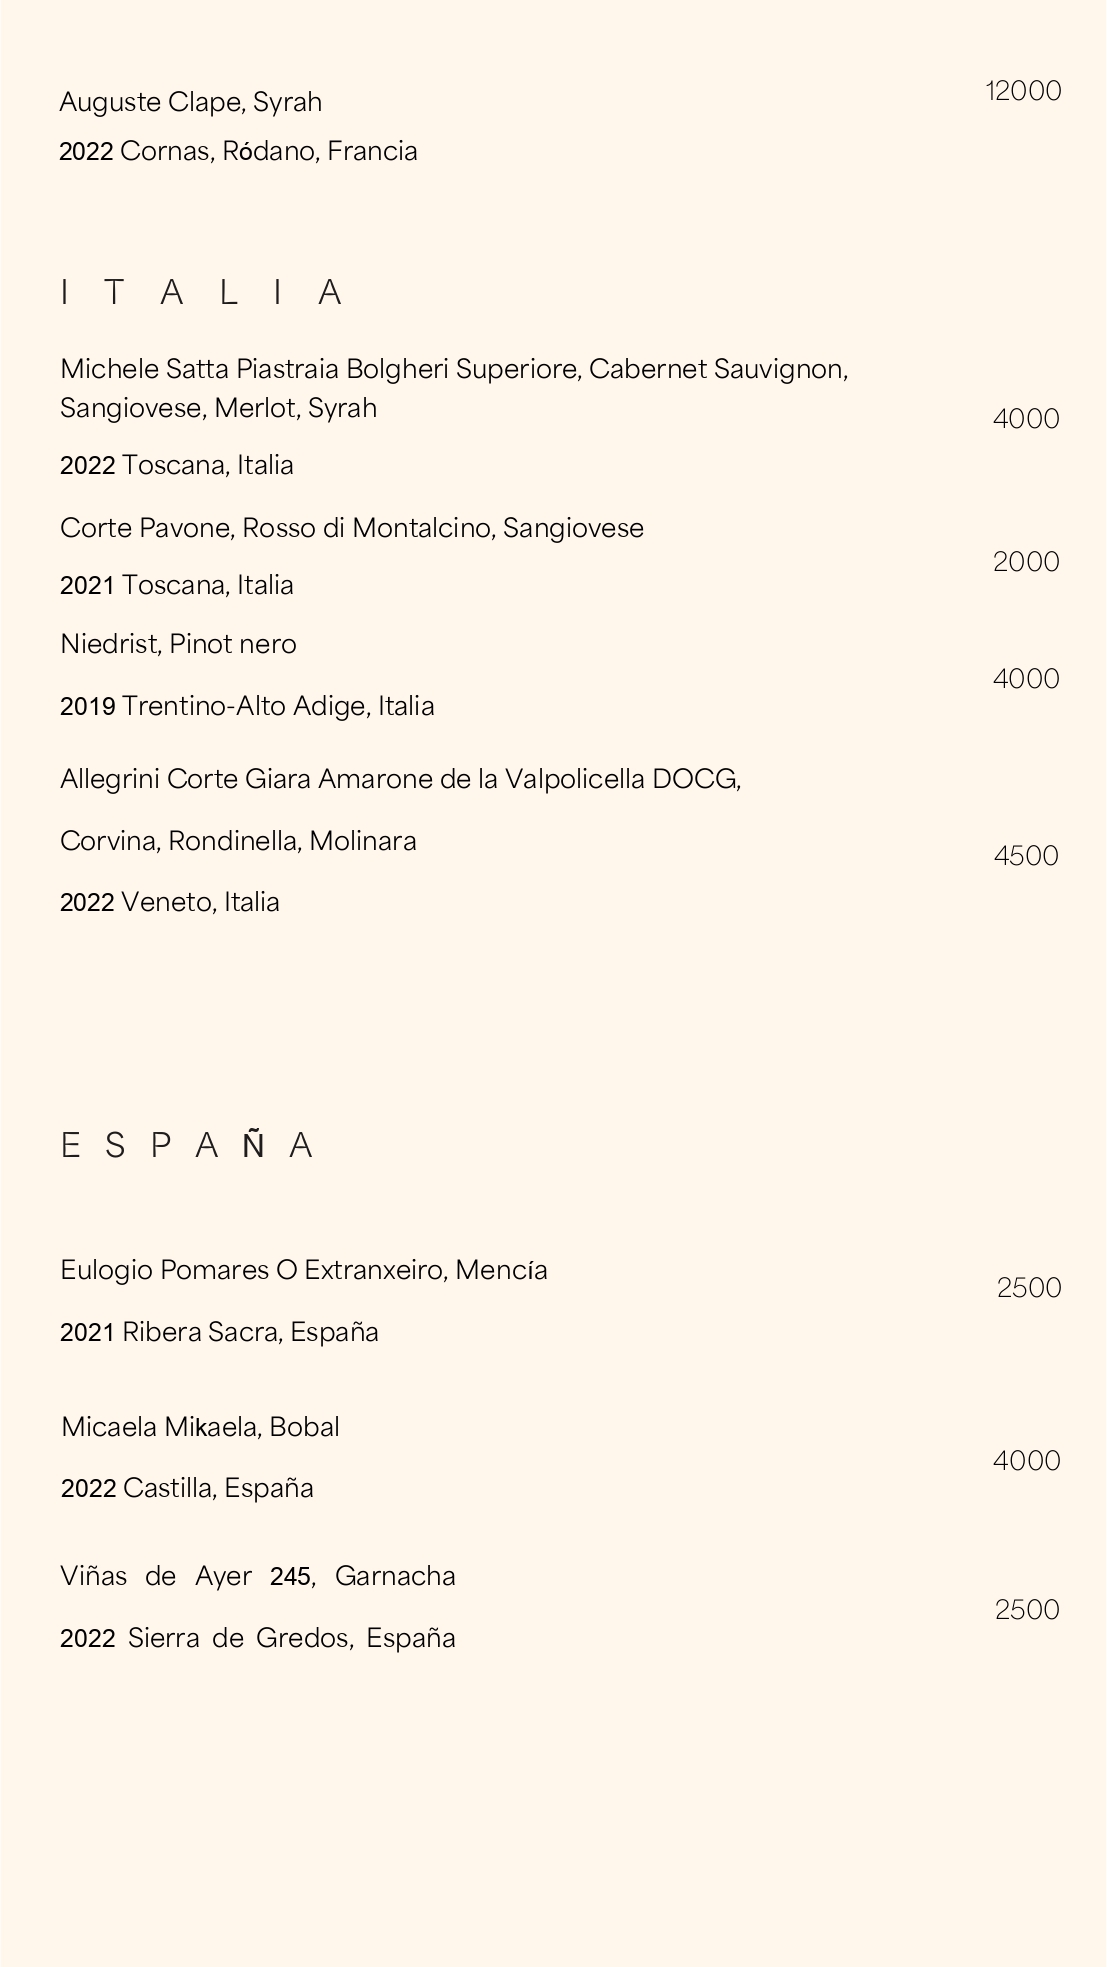 Auguste Clape, Syrah
12000
2022 Cornas, Ródano, Francia
ITALIA
Michele Satta Piastraia Bolgheri Superiore, Cabernet Sauvignon,
Sangiovese, Merlot, Syrah
4000
2022 Toscana, Italia
Corte Pavone, Rosso di Montalcino, Sangiovese
2000
2021 Toscana, Italia
Niedrist, Pinot nero
4000
2019 Trentino-Alto Adige, Italia
Allegrini Corte Giara Amarone de la Valpolicella DOCG,
Corvina, Rondinella, Molinara
4500
2022 Veneto, Italia
ESPAÑA
Eulogio Pomares O Extranxeiro, Mencía
2500
2021 Ribera Sacra, España
Micaela Mikaela, Bobal
4000
2022 Castilla, España
Viñas de Ayer 245, Garnacha
2500
2022 Sierra de Gredos, España